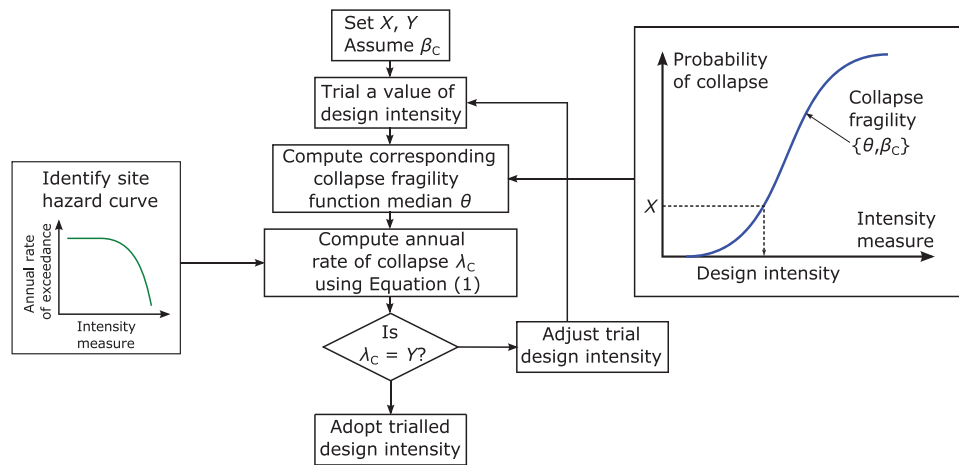 Set X, Y
Assume βC
Trial a value of
design intensity
Compute corresponding
collapse fragility
function median θ
Compute annual
rate of collapse λC
using Equation (1)
Is
λC = Y?
Adjust trial
design intensity
Adopt trialled
design intensity
Identify site
hazard curve
Annual rate
of exceedance
Intensity
measure
Probability
of collapse
Collapse
fragility
{θ,βC}
X
Intensity
measure
Design intensity